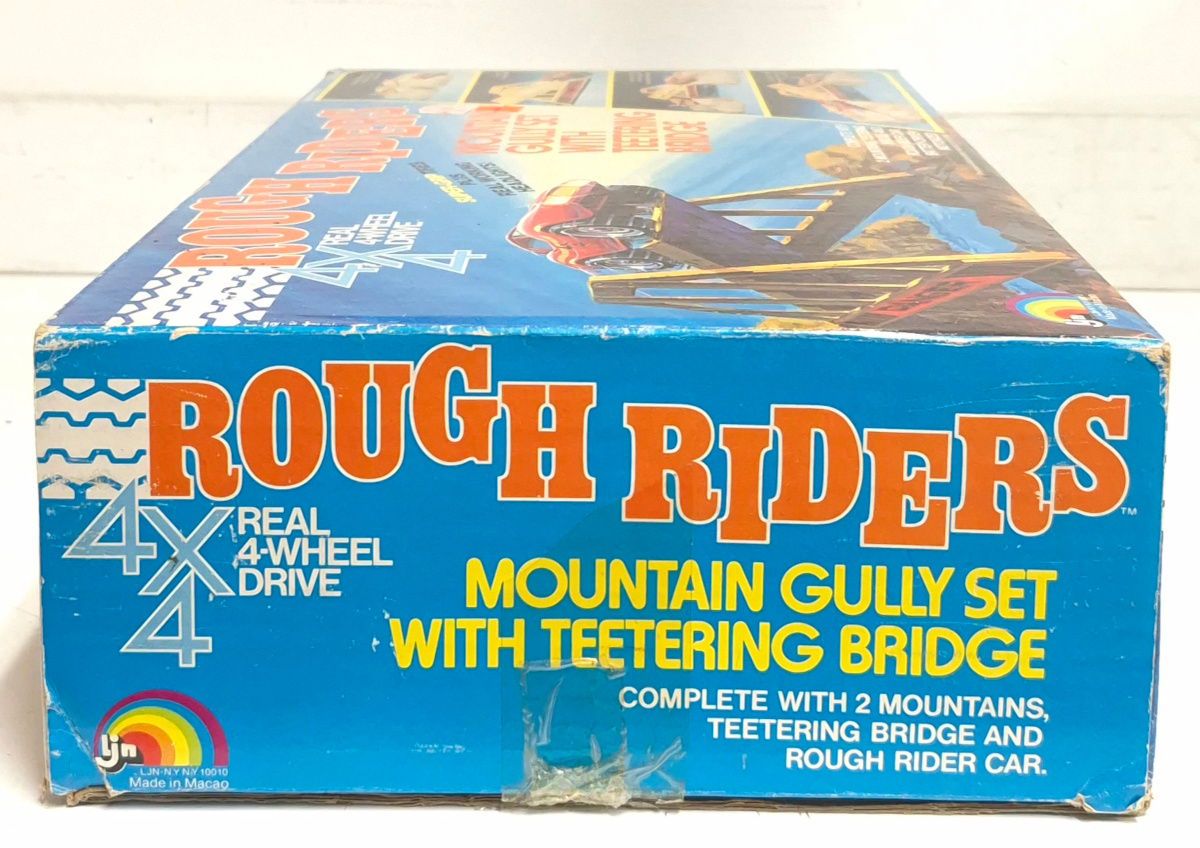 MOUNTAIN
GULLY SET
WITH
TEETERING
BRIDGE
ROUGH RIDERS
REAL
4-WHEEL
DRIVE
4X4
ljn
ROUGH RIDERS™
4X4
REAL
4-WHEEL
DRIVE
MOUNTAIN GULLY SET
WITH TEETERING BRIDGE
COMPLETE WITH 2 MOUNTAINS,
TEETERING BRIDGE AND
ROUGH RIDER CAR.
ljn
LJN·N.Y N.Y 10010
Made in Macao